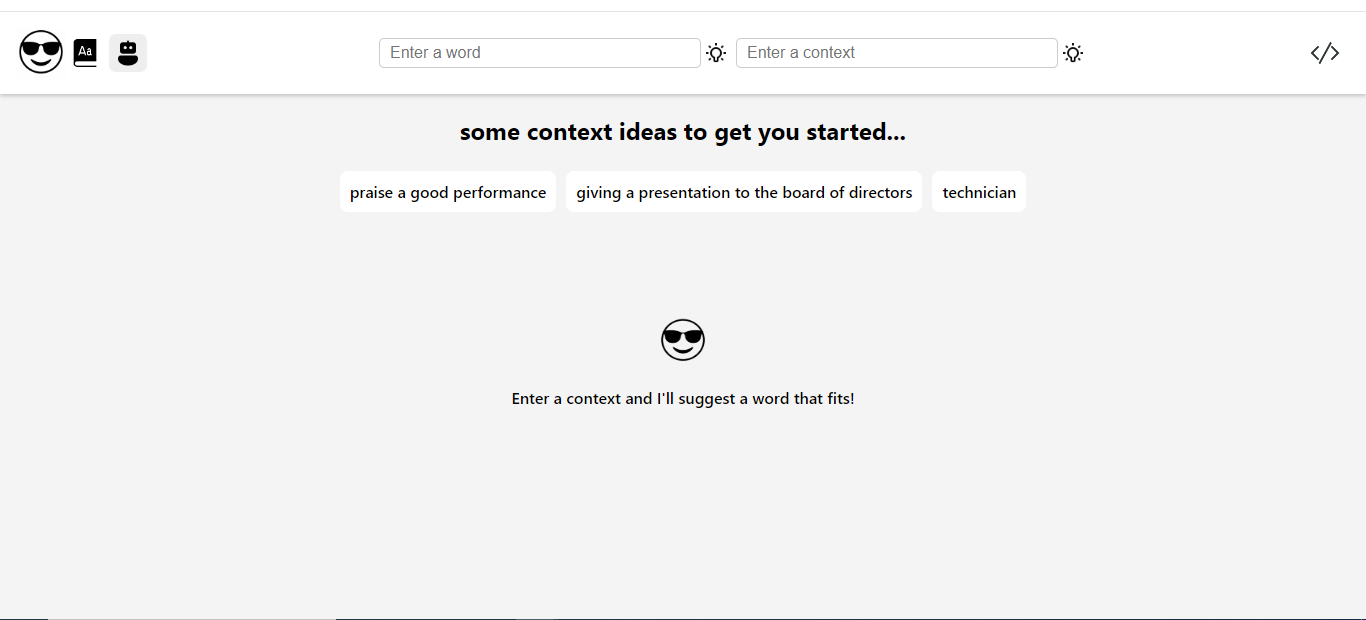 Aa
Enter a word
Enter a context
</>
some context ideas to get you started...
praise a good performance
giving a presentation to the board of directors
technician
Enter a context and I'll suggest a word that fits!